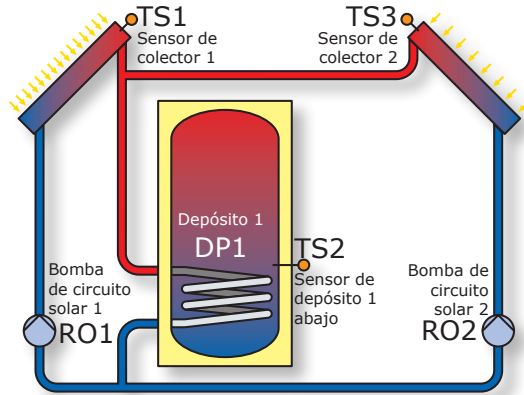 TS1
Sensor de
colector 1
TS3
Sensor de
colector 2
Depósito 1
DP1
TS2
Sensor de
depósito 1
abajo
Bomba
de circuito
solar 1
RO1
Bomba de
circuito
solar 2
RO2